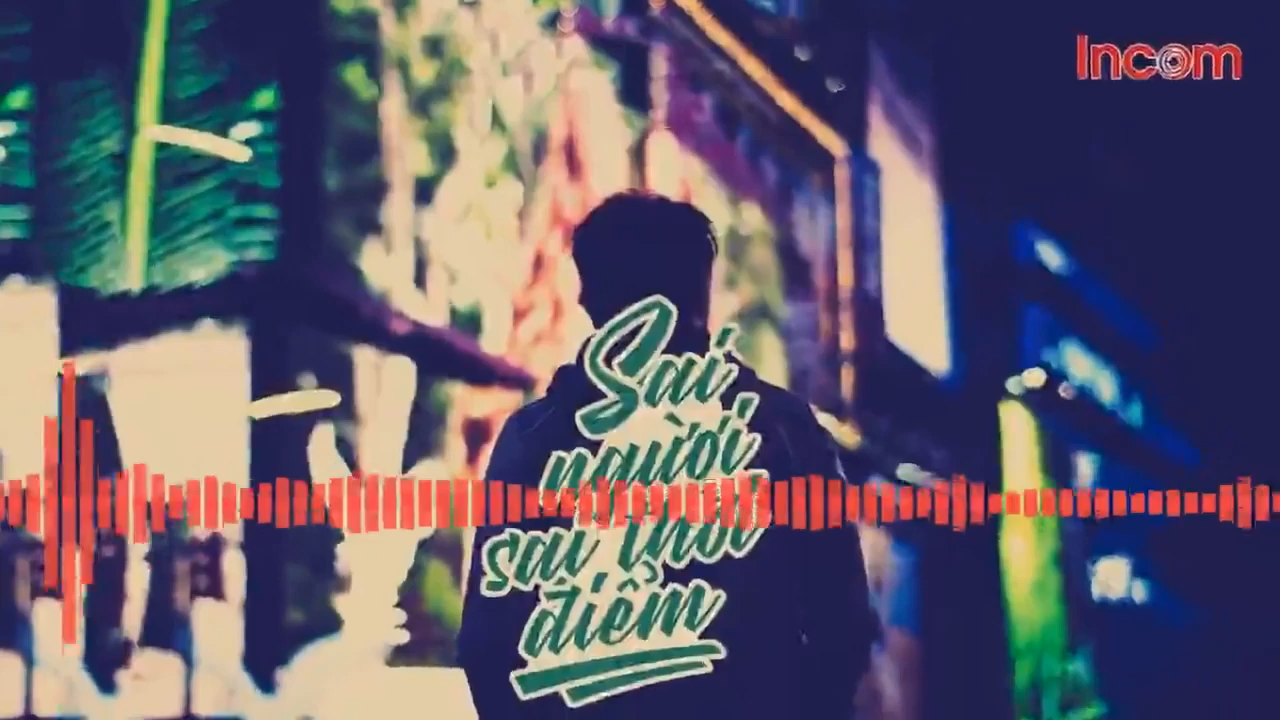 Incom
Sai
người
sai thời
điểm